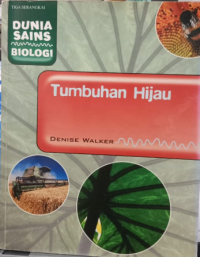 TIGA SERANGKAI
DUNIA
SAINS
BIOLOGI
Tumbuhan Hijau
DENISE WALKER